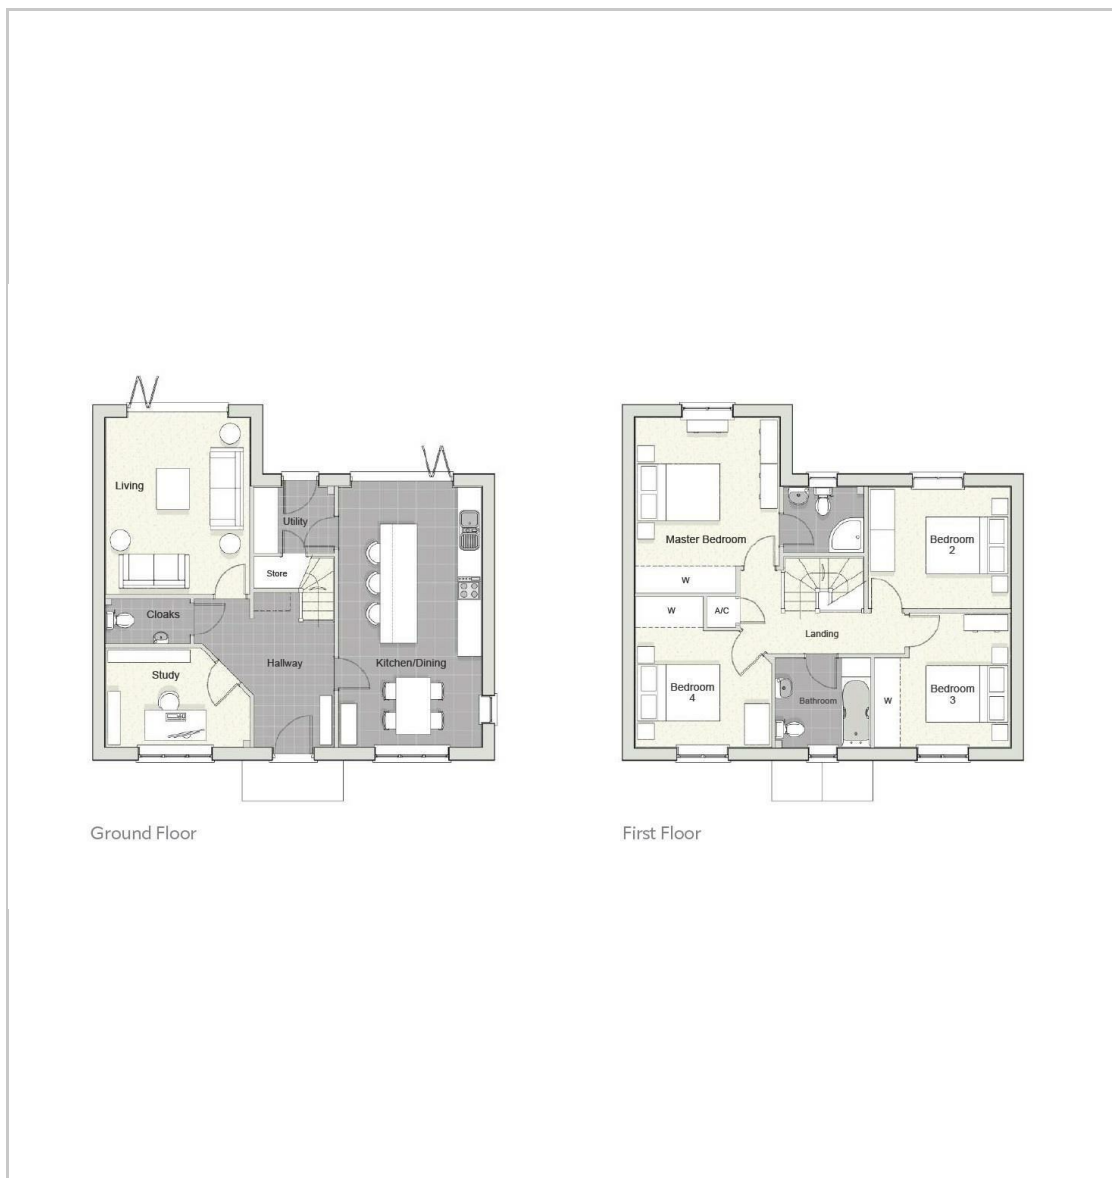 Living
Utility
Store
Cloaks
Hallway
Kitchen/Dining
Study
Ground Floor
Master Bedroom
Bedroom
2
W
W
A/C
Landing
Bedroom
4
Bathroom
W
Bedroom
3
First Floor